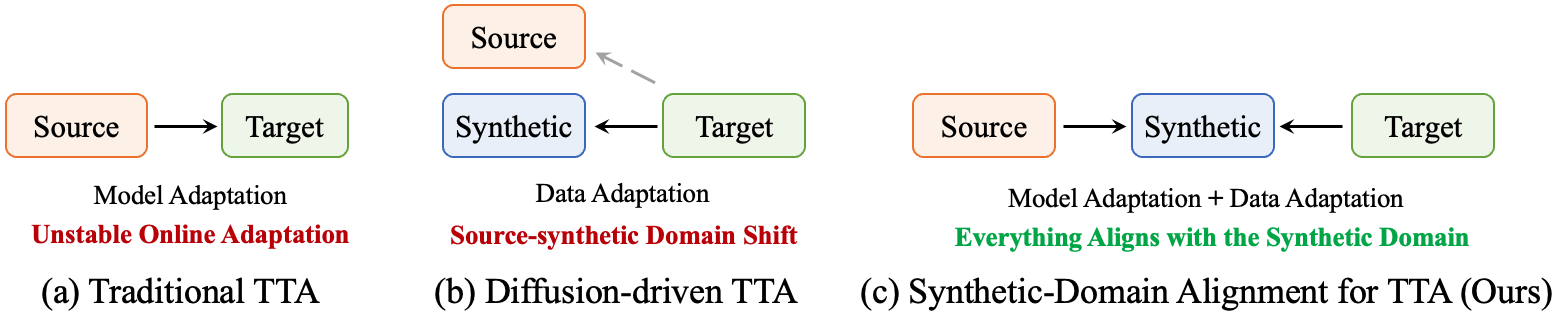 Source
Target
Model Adaptation
Unstable Online Adaptation
(a) Traditional TTA
Source
Synthetic
Target
Data Adaptation
Source-synthetic Domain Shift
(b) Diffusion-driven TTA
Source
Synthetic
Target
Model Adaptation + Data Adaptation
Everything Aligns with the Synthetic Domain
(c) Synthetic-Domain Alignment for TTA (Ours)